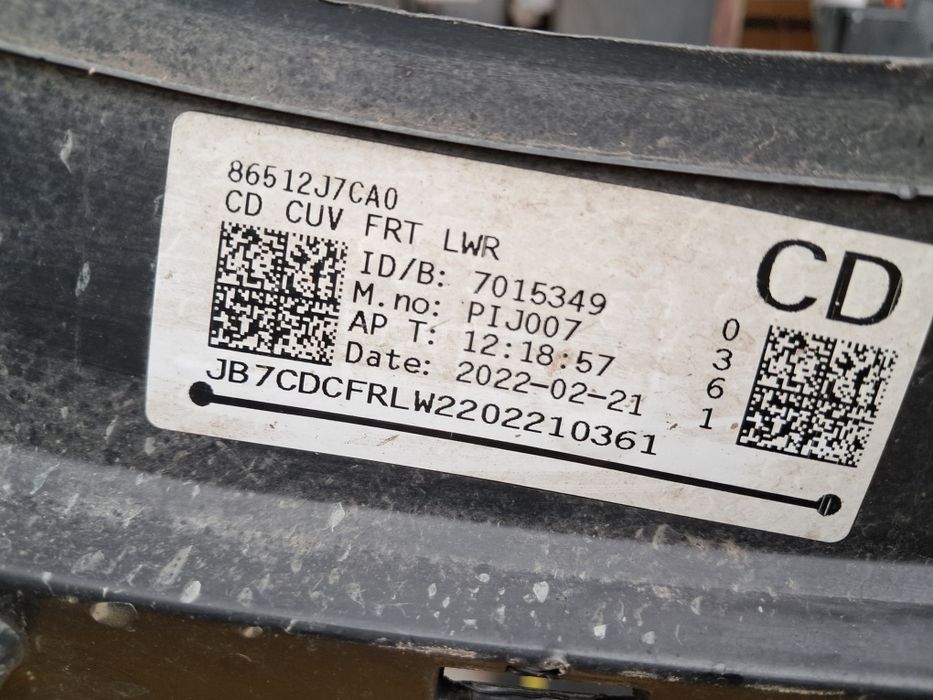 86512J7CA0
CD CUV FRT LWR
ID/B: 7015349
M.no: PIJ007
AP T: 12:18:57
Date: 2022-02-21
JB7CDCFRLW2202210361
CD
0
3
6
1